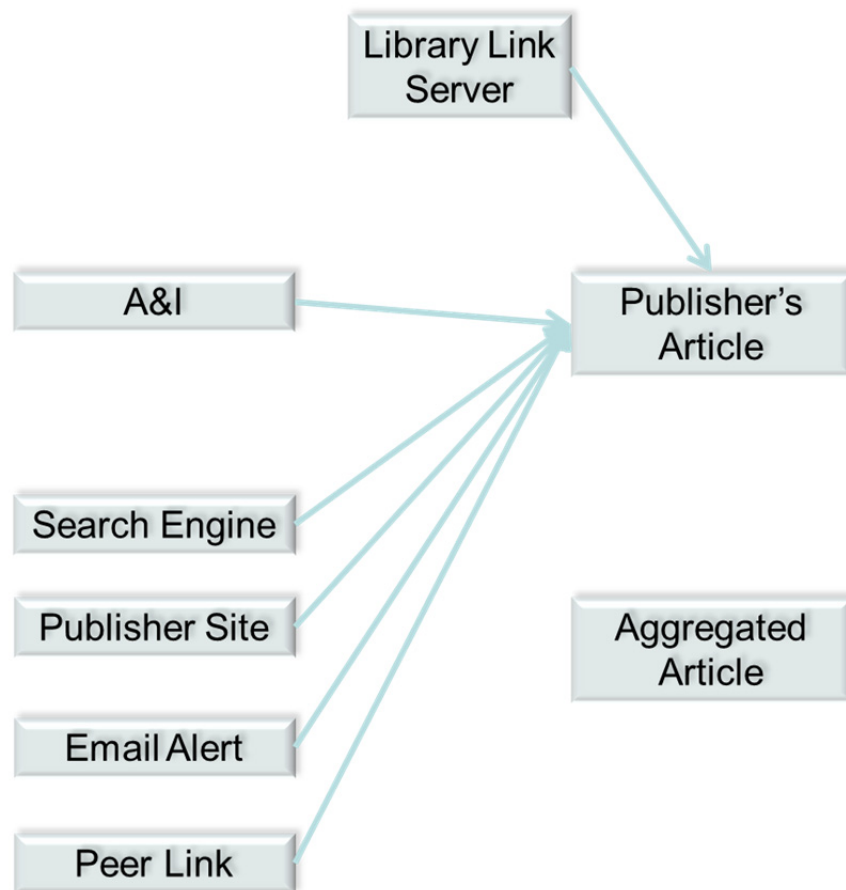 Library Link
Server
A&I
Publisher’s
Article
Search Engine
Publisher Site
Aggregated
Article
Email Alert
Peer Link